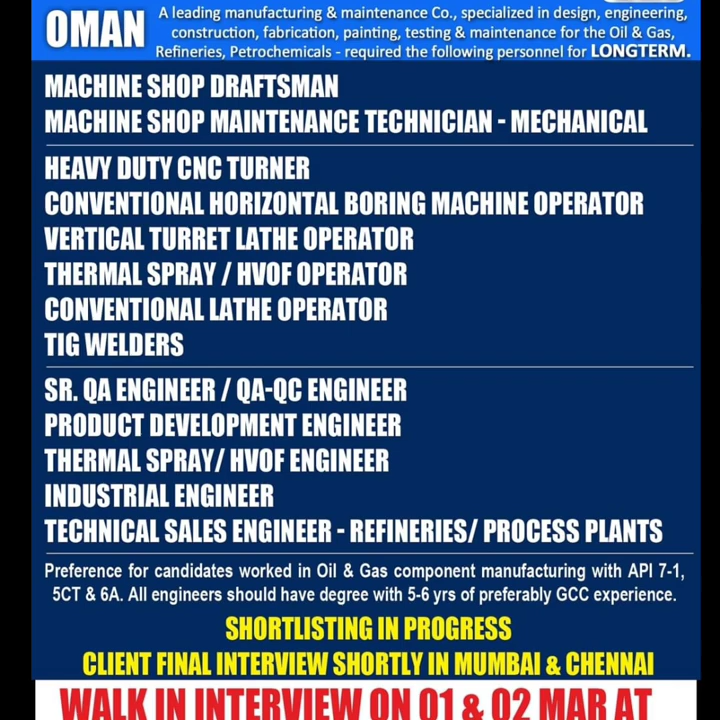 OMAN
A leading manufacturing & maintenance Co., specialized in design, engineering,
construction, fabrication, painting, testing & maintenance for the Oil & Gas,
Refineries, Petrochemicals - required the following personnel for LONGTERM.
MACHINE SHOP DRAFTSMAN
MACHINE SHOP MAINTENANCE TECHNICIAN - MECHANICAL
HEAVY DUTY CNC TURNER
CONVENTIONAL HORIZONTAL BORING MACHINE OPERATOR
VERTICAL TURRET LATHE OPERATOR
THERMAL SPRAY / HVOF OPERATOR
CONVENTIONAL LATHE OPERATOR
TIG WELDERS
SR. QA ENGINEER / QA-QC ENGINEER
PRODUCT DEVELOPMENT ENGINEER
THERMAL SPRAY/ HVOF ENGINEER
INDUSTRIAL ENGINEER
TECHNICAL SALES ENGINEER - REFINERIES/ PROCESS PLANTS
Preference for candidates worked in Oil & Gas component manufacturing with API 7-1,
5CT & 6A. All engineers should have degree with 5-6 yrs of preferably GCC experience.
SHORTLISTING IN PROGRESS
CLIENT FINAL INTERVIEW SHORTLY IN MUMBAI & CHENNAI
WALK IN INTERVIEW ON 01 & 02 MAR AT